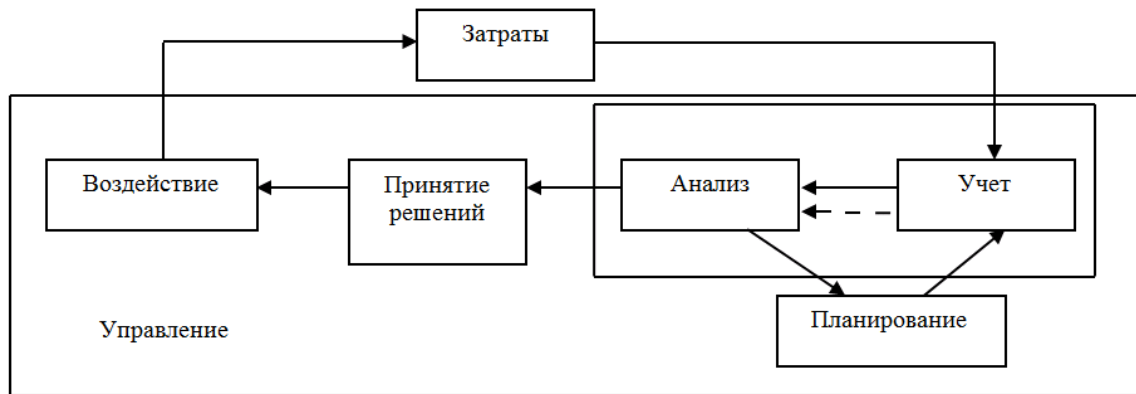 Затраты
Воздействие
Принятие
решений
Анализ
Учет
Планирование
Управление